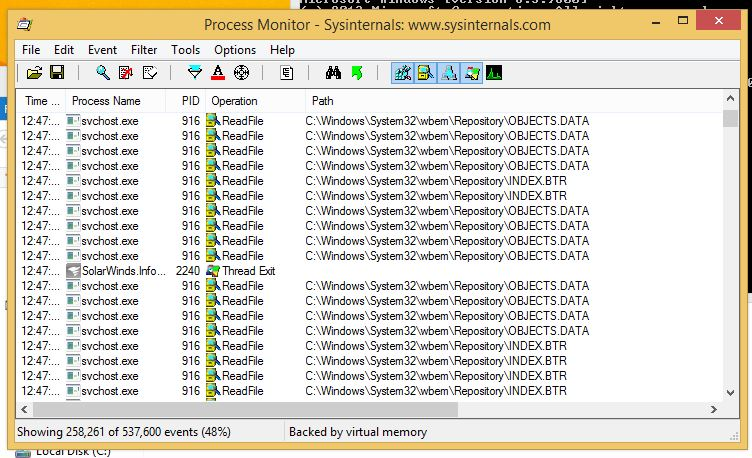 Process Monitor - Sysinternals: www.sysinternals.com
File Edit Event Filter Tools Options Help
Time ... Process Name PID Operation Path
12:47:... svchost.exe 916 ReadFile C:\Windows\System32\wbem\Repository\OBJECTS.DATA
12:47:... svchost.exe 916 ReadFile C:\Windows\System32\wbem\Repository\OBJECTS.DATA
12:47:... svchost.exe 916 ReadFile C:\Windows\System32\wbem\Repository\OBJECTS.DATA
12:47:... svchost.exe 916 ReadFile C:\Windows\System32\wbem\Repository\OBJECTS.DATA
12:47:... svchost.exe 916 ReadFile C:\Windows\System32\wbem\Repository\INDEX.BTR
12:47:... svchost.exe 916 ReadFile C:\Windows\System32\wbem\Repository\INDEX.BTR
12:47:... svchost.exe 916 ReadFile C:\Windows\System32\wbem\Repository\OBJECTS.DATA
12:47:... svchost.exe 916 ReadFile C:\Windows\System32\wbem\Repository\OBJECTS.DATA
12:47:... svchost.exe 916 ReadFile C:\Windows\System32\wbem\Repository\OBJECTS.DATA
12:47:... svchost.exe 916 ReadFile C:\Windows\System32\wbem\Repository\OBJECTS.DATA
12:47:... SolarWinds.Info... 2240 Thread Exit
12:47:... svchost.exe 916 ReadFile C:\Windows\System32\wbem\Repository\OBJECTS.DATA
12:47:... svchost.exe 916 ReadFile C:\Windows\System32\wbem\Repository\OBJECTS.DATA
12:47:... svchost.exe 916 ReadFile C:\Windows\System32\wbem\Repository\OBJECTS.DATA
12:47:... svchost.exe 916 ReadFile C:\Windows\System32\wbem\Repository\OBJECTS.DATA
12:47:... svchost.exe 916 ReadFile C:\Windows\System32\wbem\Repository\INDEX.BTR
12:47:... svchost.exe 916 ReadFile C:\Windows\System32\wbem\Repository\INDEX.BTR
12:47:... svchost.exe 916 ReadFile C:\Windows\System32\wbem\Repository\INDEX.BTR
12:47:... svchost.exe 916 ReadFile C:\Windows\System32\wbem\Repository\INDEX.BTR
Showing 258,261 of 537,600 events (48%) Backed by virtual memory
Local Disk (C:)